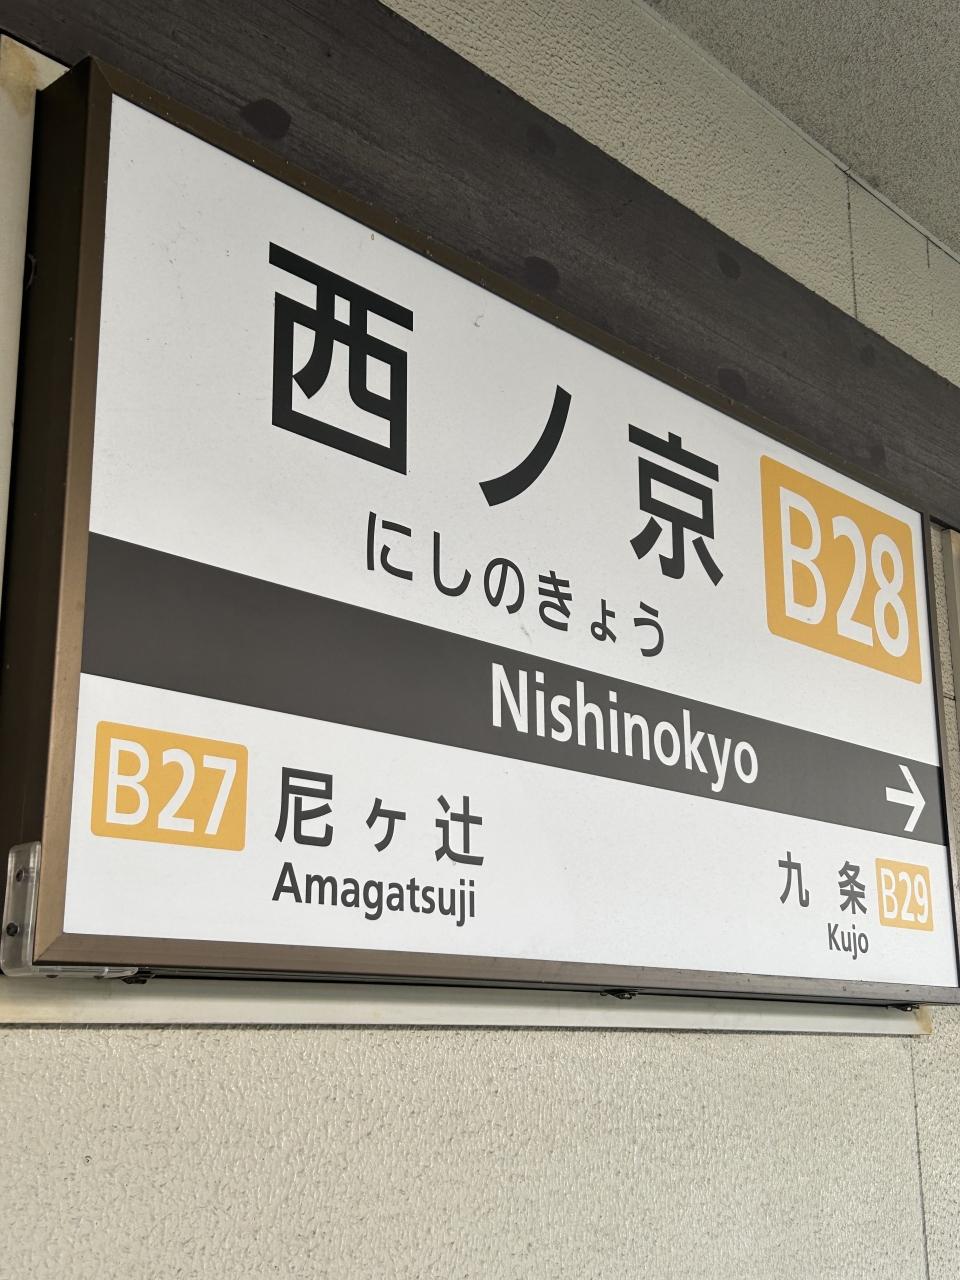 西ノ京 B28
にしのきょう
Nishinokyo →
B27 尼ヶ辻
Amagatsuji
九条 B29
Kujo